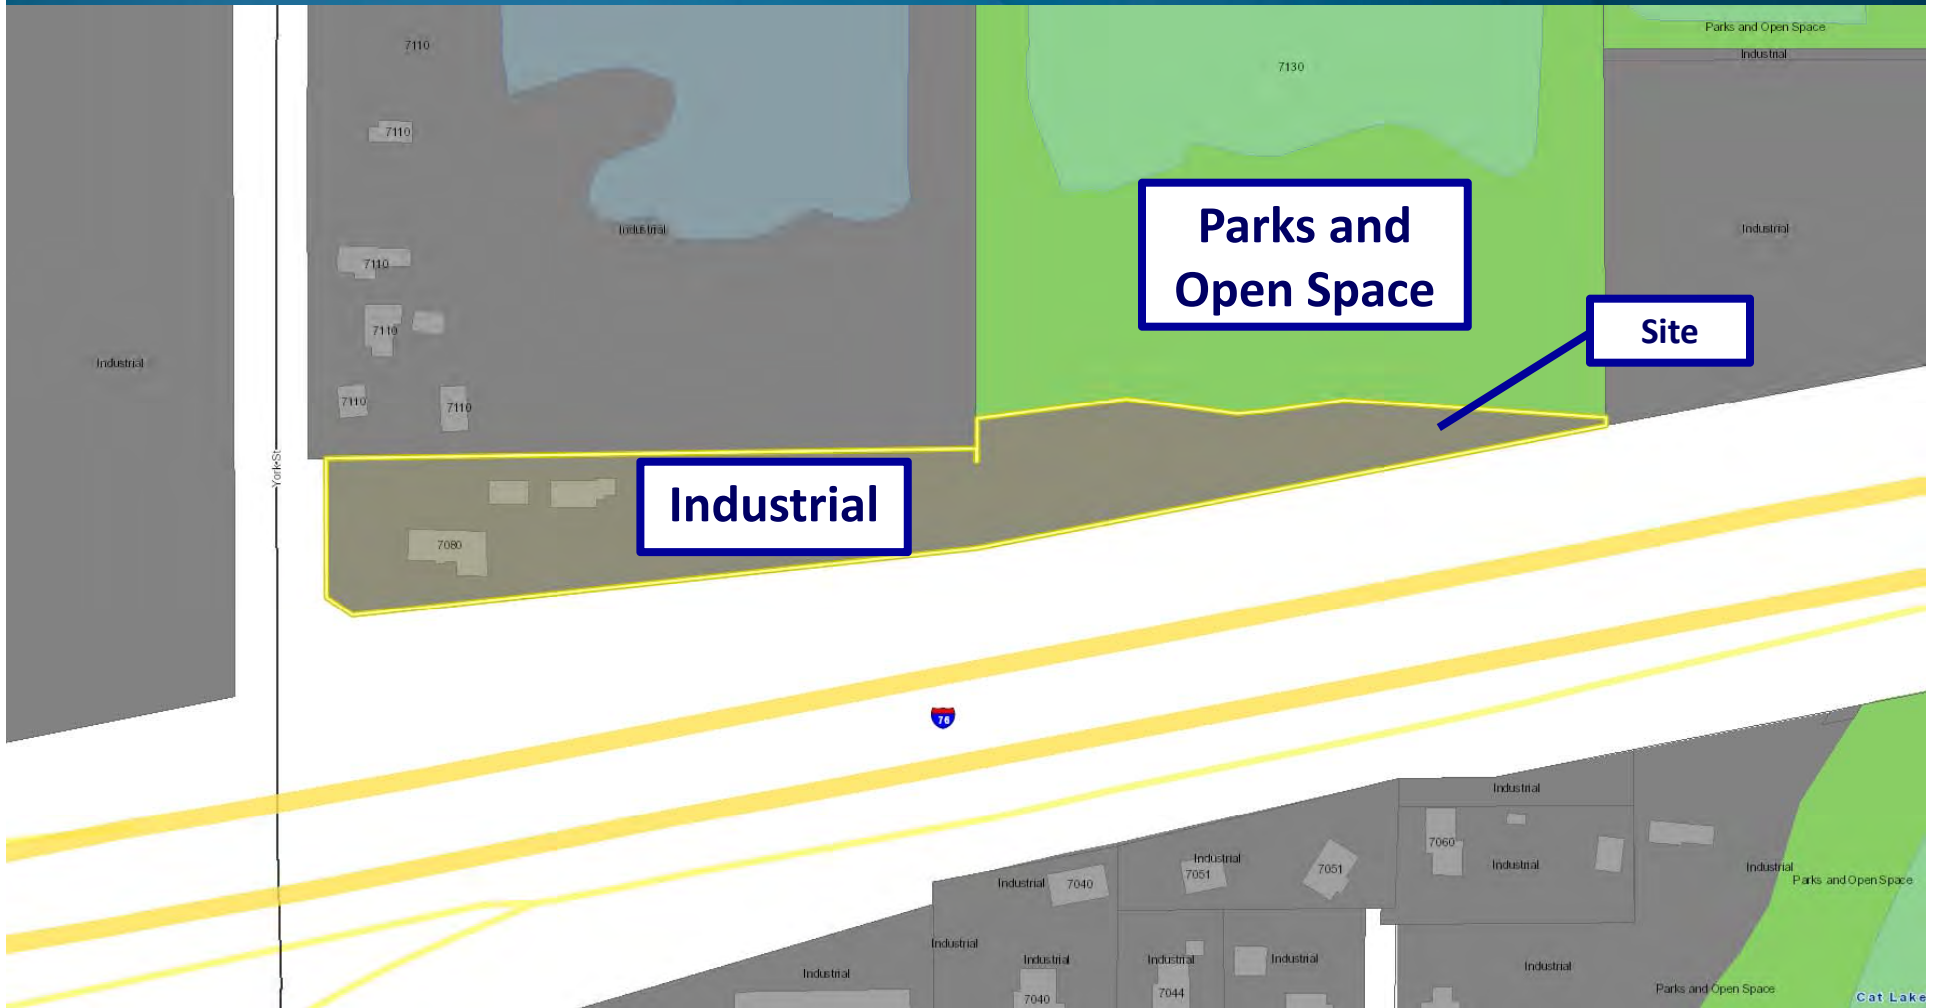 7110
Parks and Open Space
Industrial
7130
7110
Parks and
Open Space
Industrial
Industrial
7110
Site
7110
Industrial
7110
7110
York St
Industrial
7080
76
Industrial
7060
Industrial
7051
Industrial
Industrial
Parks and Open Space
7051
Industrial
7040
Industrial
Industrial
Industrial
Industrial
Industrial
Industrial
7040
7044
Parks and Open Space
Cat Lake